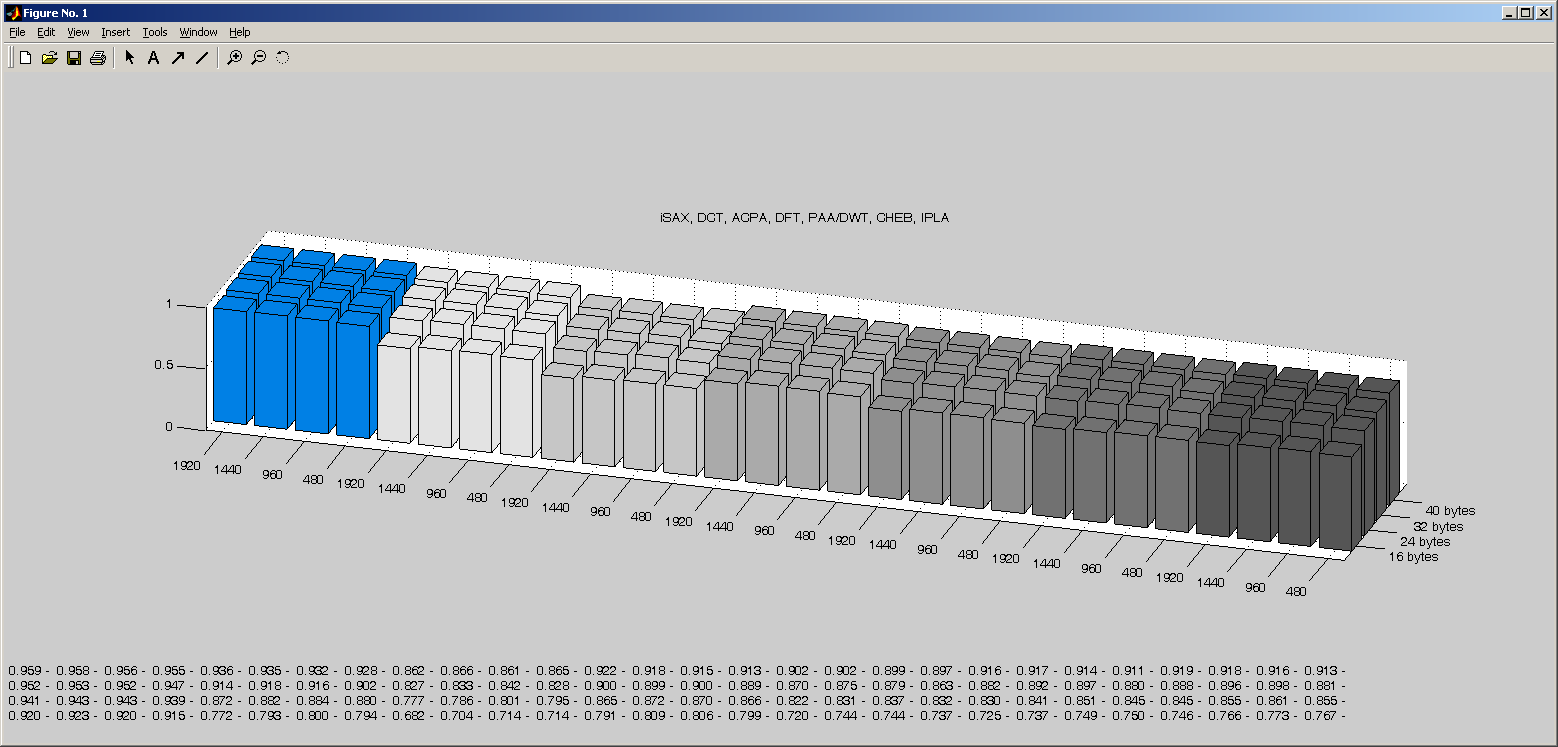 Figure No. 1
File Edit View Insert Tools Window Help
A
iSAX, DCT, ACPA, DFT, PAA/DWT, CHEB, IPLA
1
0.5
0
1920 1440 960 480 1920 1440 960 480 1920 1440 960 480 1920 1440 960 480 1920 1440 960 480 1920 1440 960 480 1920 1440 960 480
40 bytes
32 bytes
24 bytes
16 bytes
0.959 - 0.958 - 0.956 - 0.955 - 0.936 - 0.935 - 0.932 - 0.928 - 0.862 - 0.866 - 0.861 - 0.865 - 0.922 - 0.918 - 0.915 - 0.913 - 0.902 - 0.902 - 0.899 - 0.897 - 0.916 - 0.917 - 0.914 - 0.911 - 0.919 - 0.918 - 0.916 - 0.913 -
0.952 - 0.953 - 0.952 - 0.947 - 0.914 - 0.918 - 0.916 - 0.902 - 0.827 - 0.833 - 0.842 - 0.828 - 0.900 - 0.899 - 0.900 - 0.889 - 0.870 - 0.875 - 0.879 - 0.863 - 0.882 - 0.892 - 0.897 - 0.880 - 0.888 - 0.896 - 0.898 - 0.881 -
0.941 - 0.943 - 0.943 - 0.939 - 0.872 - 0.882 - 0.884 - 0.880 - 0.777 - 0.786 - 0.801 - 0.795 - 0.865 - 0.872 - 0.870 - 0.866 - 0.822 - 0.831 - 0.837 - 0.832 - 0.830 - 0.841 - 0.851 - 0.845 - 0.845 - 0.855 - 0.861 - 0.855 -
0.920 - 0.923 - 0.920 - 0.915 - 0.772 - 0.793 - 0.800 - 0.794 - 0.682 - 0.704 - 0.714 - 0.714 - 0.791 - 0.809 - 0.806 - 0.799 - 0.720 - 0.744 - 0.744 - 0.737 - 0.725 - 0.737 - 0.749 - 0.750 - 0.746 - 0.766 - 0.773 - 0.767 -